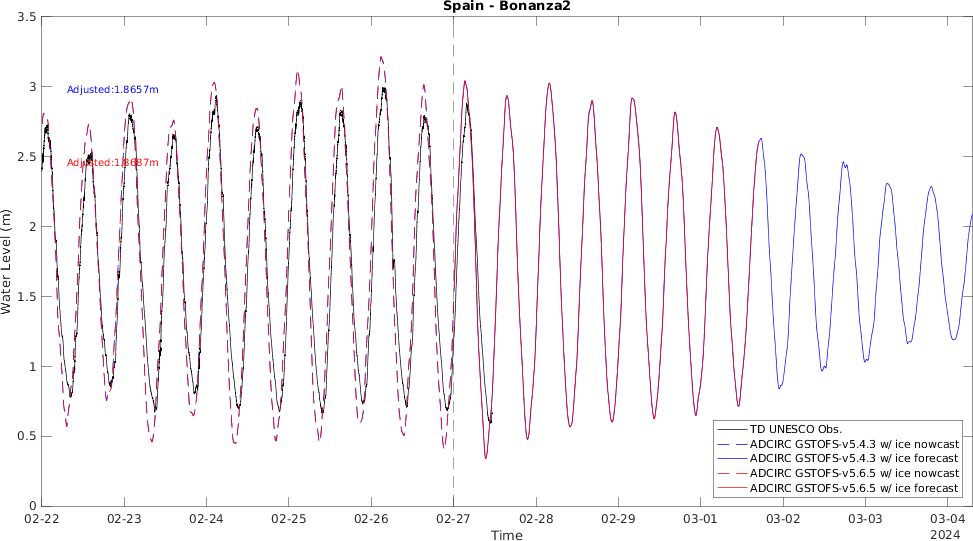 Spain - Bonanza2
3.5
3
2.5
2
1.5
1
0.5
0
Water Level (m)
Adjusted:1.8657m
Adjusted:1.8687m
TD UNESCO Obs.
ADCIRC GSTOFS-v5.4.3 w/ ice nowcast
ADCIRC GSTOFS-v5.4.3 w/ ice forecast
ADCIRC GSTOFS-v5.6.5 w/ ice nowcast
ADCIRC GSTOFS-v5.6.5 w/ ice forecast
02-22 02-23 02-24 02-25 02-26 02-27 02-28 02-29 03-01 03-02 03-03 03-04
Time
2024